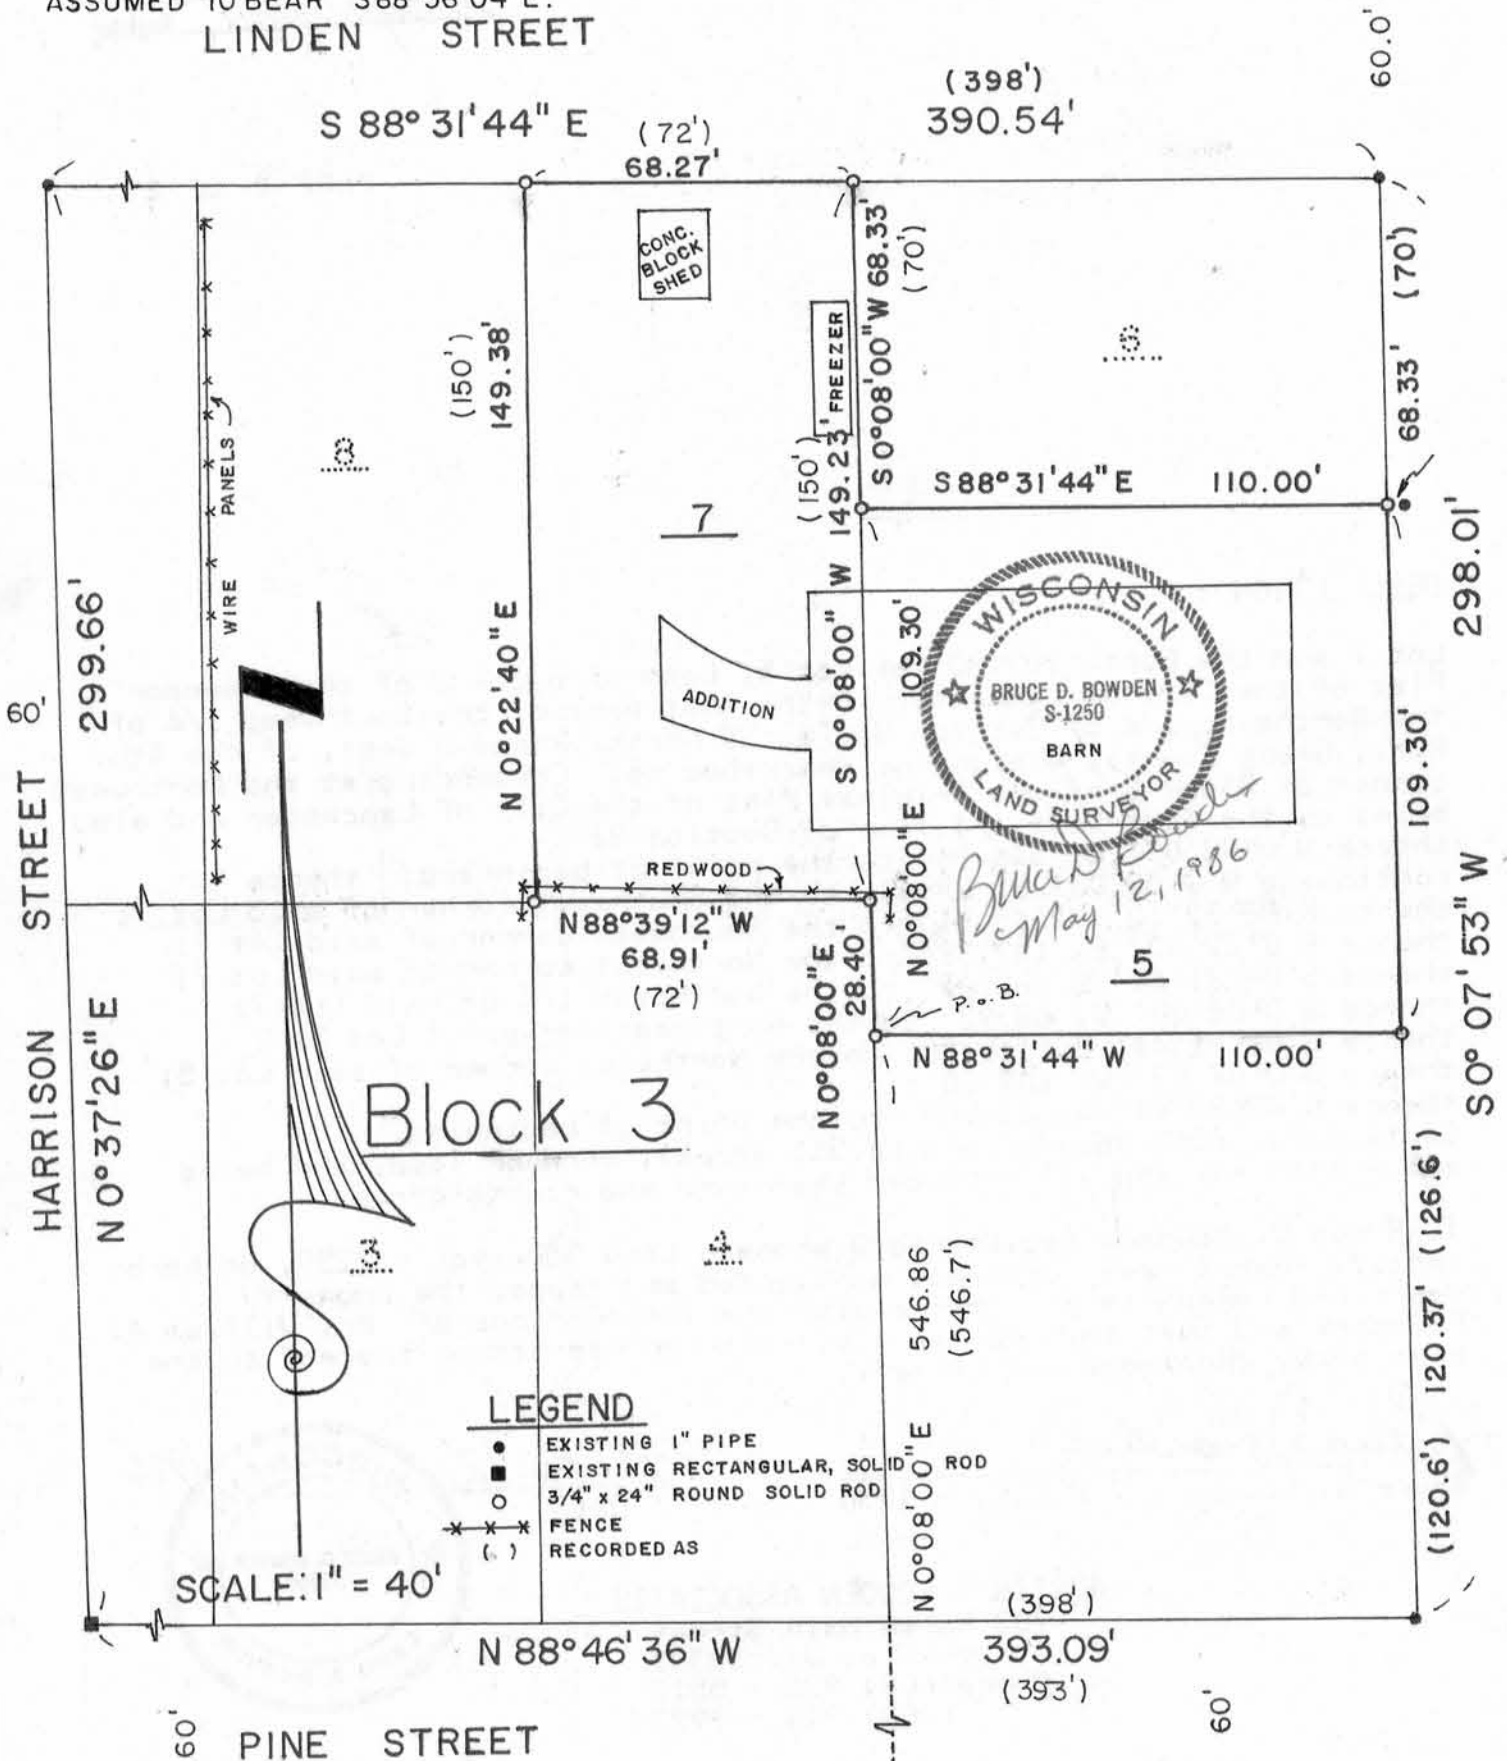 ASSUMED TO BEAR S 88°56'04" E.
LINDEN STREET
60.0'
(398')
390.54'
S 88° 31' 44" E
(72')
68.27'
CONC.
BLOCK
SHED
S 0°08'00" W 68.33'
(70')
(70')
68.33'
(150')
149.38'
FREEZER
6
8
WIRE PANELS
(150')
S 0°08'00" W 149.23'
S 88° 31' 44" E 110.00'
7
298.01'
S 0° 07' 53" W
299.66'
N 0° 37' 26" E
60'
HARRISON STREET
N 0° 22' 40" E
ADDITION
109.30'
N 0°08'00" E
WISCONSIN
BRUCE D. BOWDEN
S-1250
BARN
LAND SURVEYOR
109.30'
Bruce D. Bowden
May 12, 1986
REDWOOD
N 88° 39' 12" W
68.91'
(72')
N 0°08'00" E
28.40'
5
P.o.B.
N 88° 31' 44" W 110.00'
Block 3
(126.6')
3
4
546.86
(546.7')
120.37'
(120.6')
N 0°08'00" E
LEGEND
EXISTING 1" PIPE
EXISTING RECTANGULAR, SOLID ROD
3/4" x 24" ROUND SOLID ROD
FENCE
( ) RECORDED AS
SCALE: 1" = 40'
N 88° 46' 36" W
(398')
393.09'
(393')
60'
60'
PINE STREET